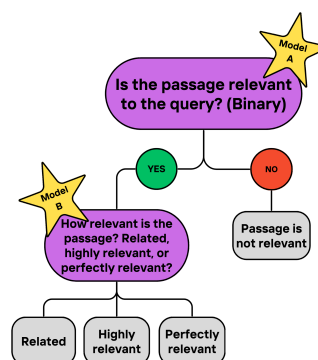 Model
A
Is the passage relevant
to the query? (Binary)
YES
NO
Model
B
How relevant is the
passage? Related,
highly relevant, or
perfectly relevant?
Passage is
not relevant
Related
Highly
relevant
Perfectly
relevant